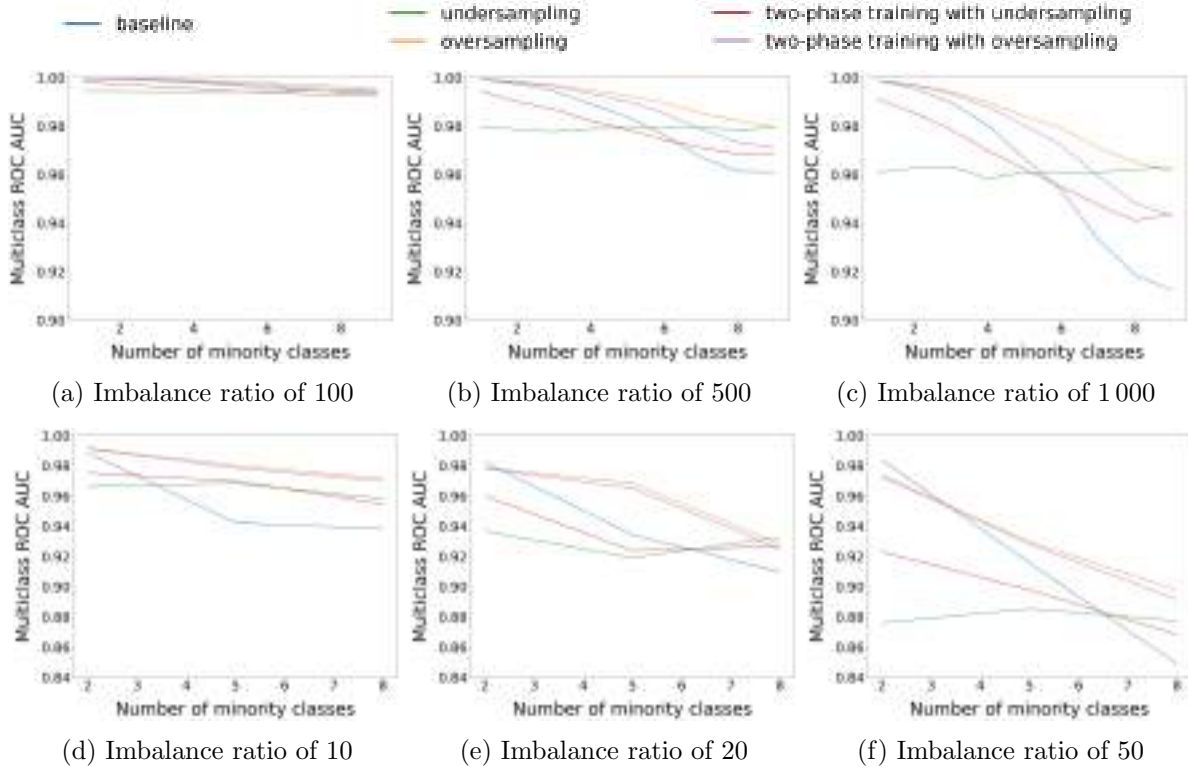 baseline
undersampling
oversampling
two-phase training with undersampling
two-phase training with oversampling
1.00
0.98
0.96
0.94
0.92
0.90
Multiclass ROC AUC
2 4 6 8
Number of minority classes
(a) Imbalance ratio of 100
1.00
0.98
0.96
0.94
0.92
0.90
Multiclass ROC AUC
2 4 6 8
Number of minority classes
(b) Imbalance ratio of 500
1.00
0.98
0.96
0.94
0.92
0.90
Multiclass ROC AUC
2 4 6 8
Number of minority classes
(c) Imbalance ratio of 1 000
1.00
0.98
0.96
0.94
0.92
0.90
0.88
0.86
0.84
Multiclass ROC AUC
2 3 4 5 6 7 8
Number of minority classes
(d) Imbalance ratio of 10
1.00
0.98
0.96
0.94
0.92
0.90
0.88
0.86
0.84
Multiclass ROC AUC
2 3 4 5 6 7 8
Number of minority classes
(e) Imbalance ratio of 20
1.00
0.98
0.96
0.94
0.92
0.90
0.88
0.86
0.84
Multiclass ROC AUC
2 3 4 5 6 7 8
Number of minority classes
(f) Imbalance ratio of 50